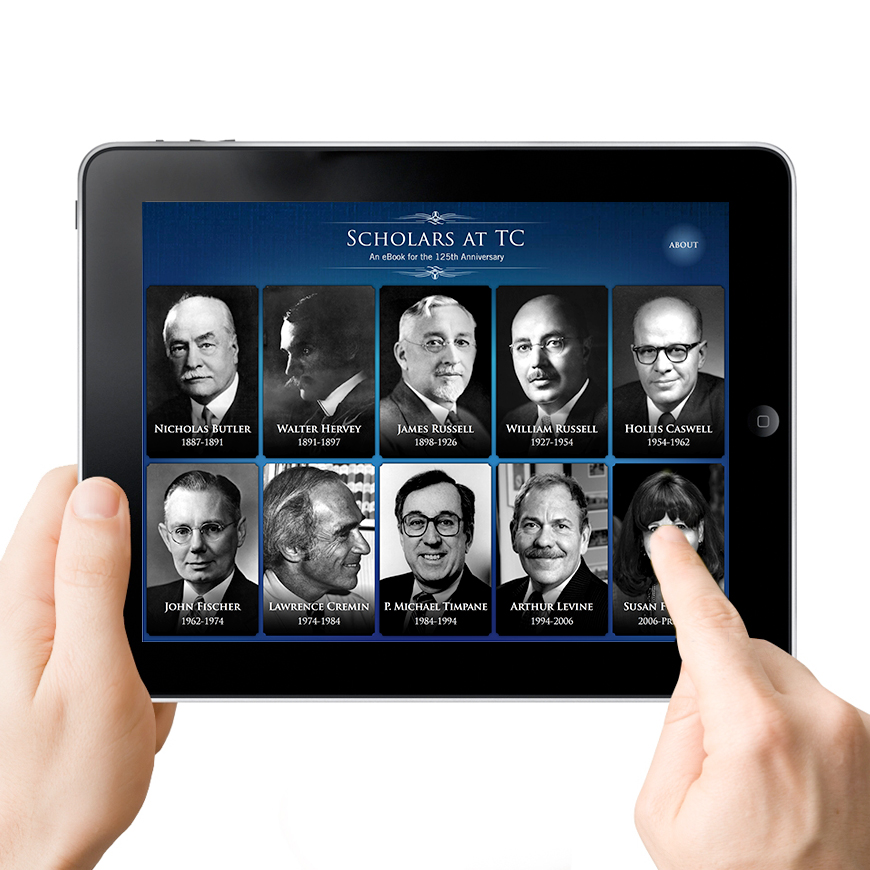 SCHOLARS AT TC
An eBook for the 125th Anniversary
ABOUT
NICHOLAS BUTLER
1887-1891
WALTER HERVEY
1891-1897
JAMES RUSSELL
1898-1926
WILLIAM RUSSELL
1927-1954
HOLLIS CASWELL
1954-1962
JOHN FISCHER
1962-1974
LAWRENCE CREMIN
1974-1984
P. MICHAEL TIMPANE
1984-1994
ARTHUR LEVINE
1994-2006
SUSAN
2006-